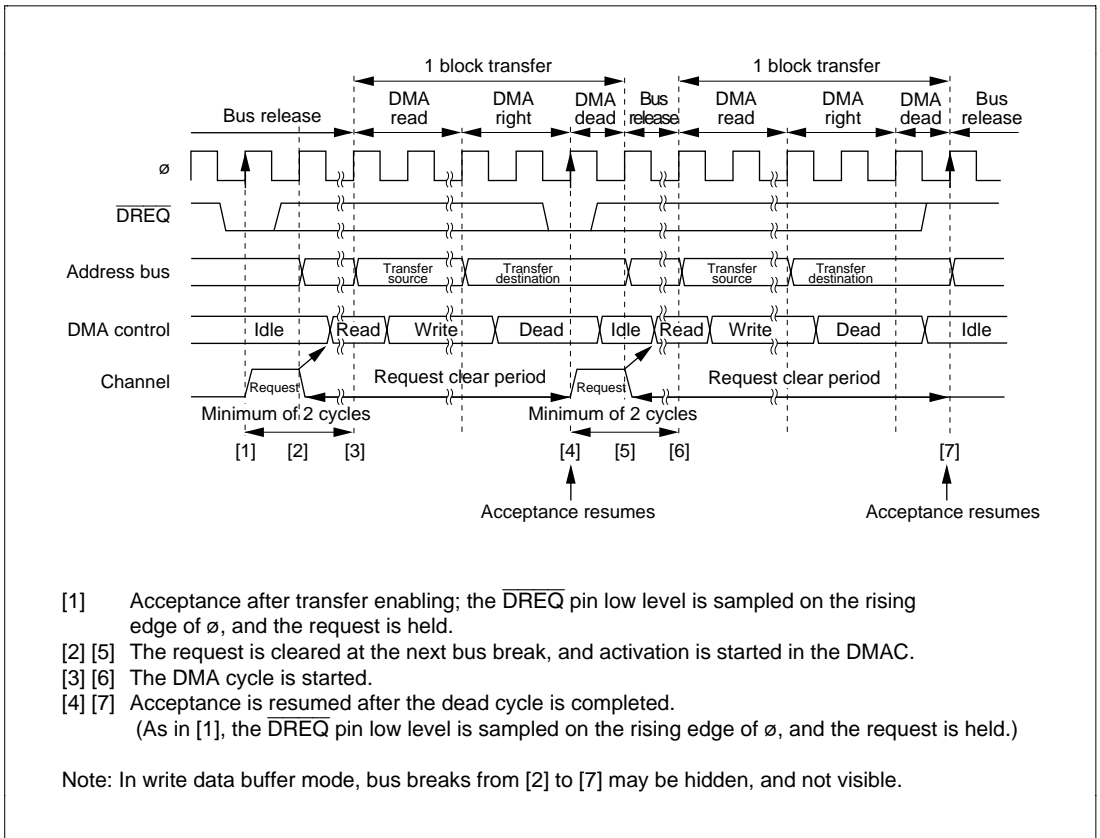 1 block transfer 1 block transfer
Bus release DMA read DMA right DMA dead Bus release DMA read DMA right DMA dead Bus release
ø
DREQ
Address bus Transfer source Transfer destination Transfer source Transfer destination
DMA control Idle Read Write Dead Idle Read Write Dead Idle
Channel Request Request clear period Request Request clear period
Minimum of 2 cycles Minimum of 2 cycles
[1] [2] [3] [4] [5] [6] [7]
Acceptance resumes Acceptance resumes
[1] Acceptance after transfer enabling; the DREQ pin low level is sampled on the rising
edge of ø, and the request is held.
[2] [5] The request is cleared at the next bus break, and activation is started in the DMAC.
[3] [6] The DMA cycle is started.
[4] [7] Acceptance is resumed after the dead cycle is completed.
(As in [1], the DREQ pin low level is sampled on the rising edge of ø, and the request is held.)
Note: In write data buffer mode, bus breaks from [2] to [7] may be hidden, and not visible.